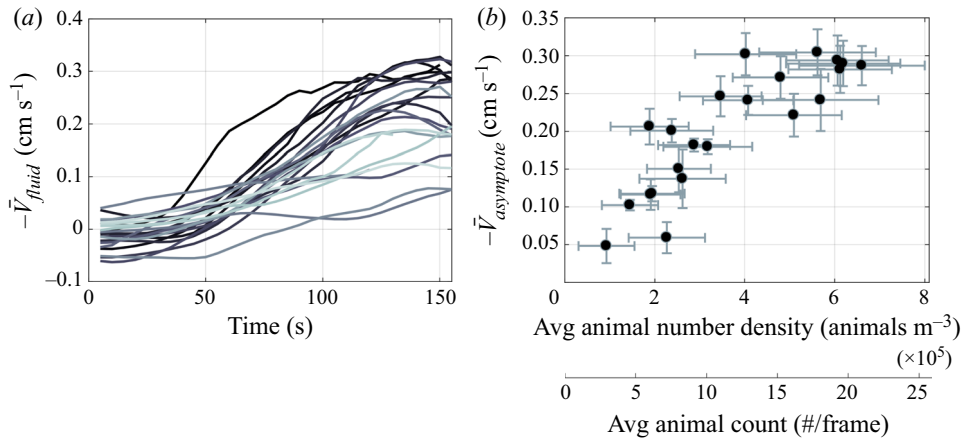 (a)
0.4
0.3
0.2
0.1
0
–0.1
−V̄fluid (cm s−1)
0 50 100 150
Time (s)
(b)
0.35
0.30
0.25
0.20
0.15
0.10
0.05
−V̄asymptote (cm s−1)
0 2 4 6 8
Avg animal number density (animals m−3)
(×10⁵)
0 5 10 15 20 25
Avg animal count (#/frame)